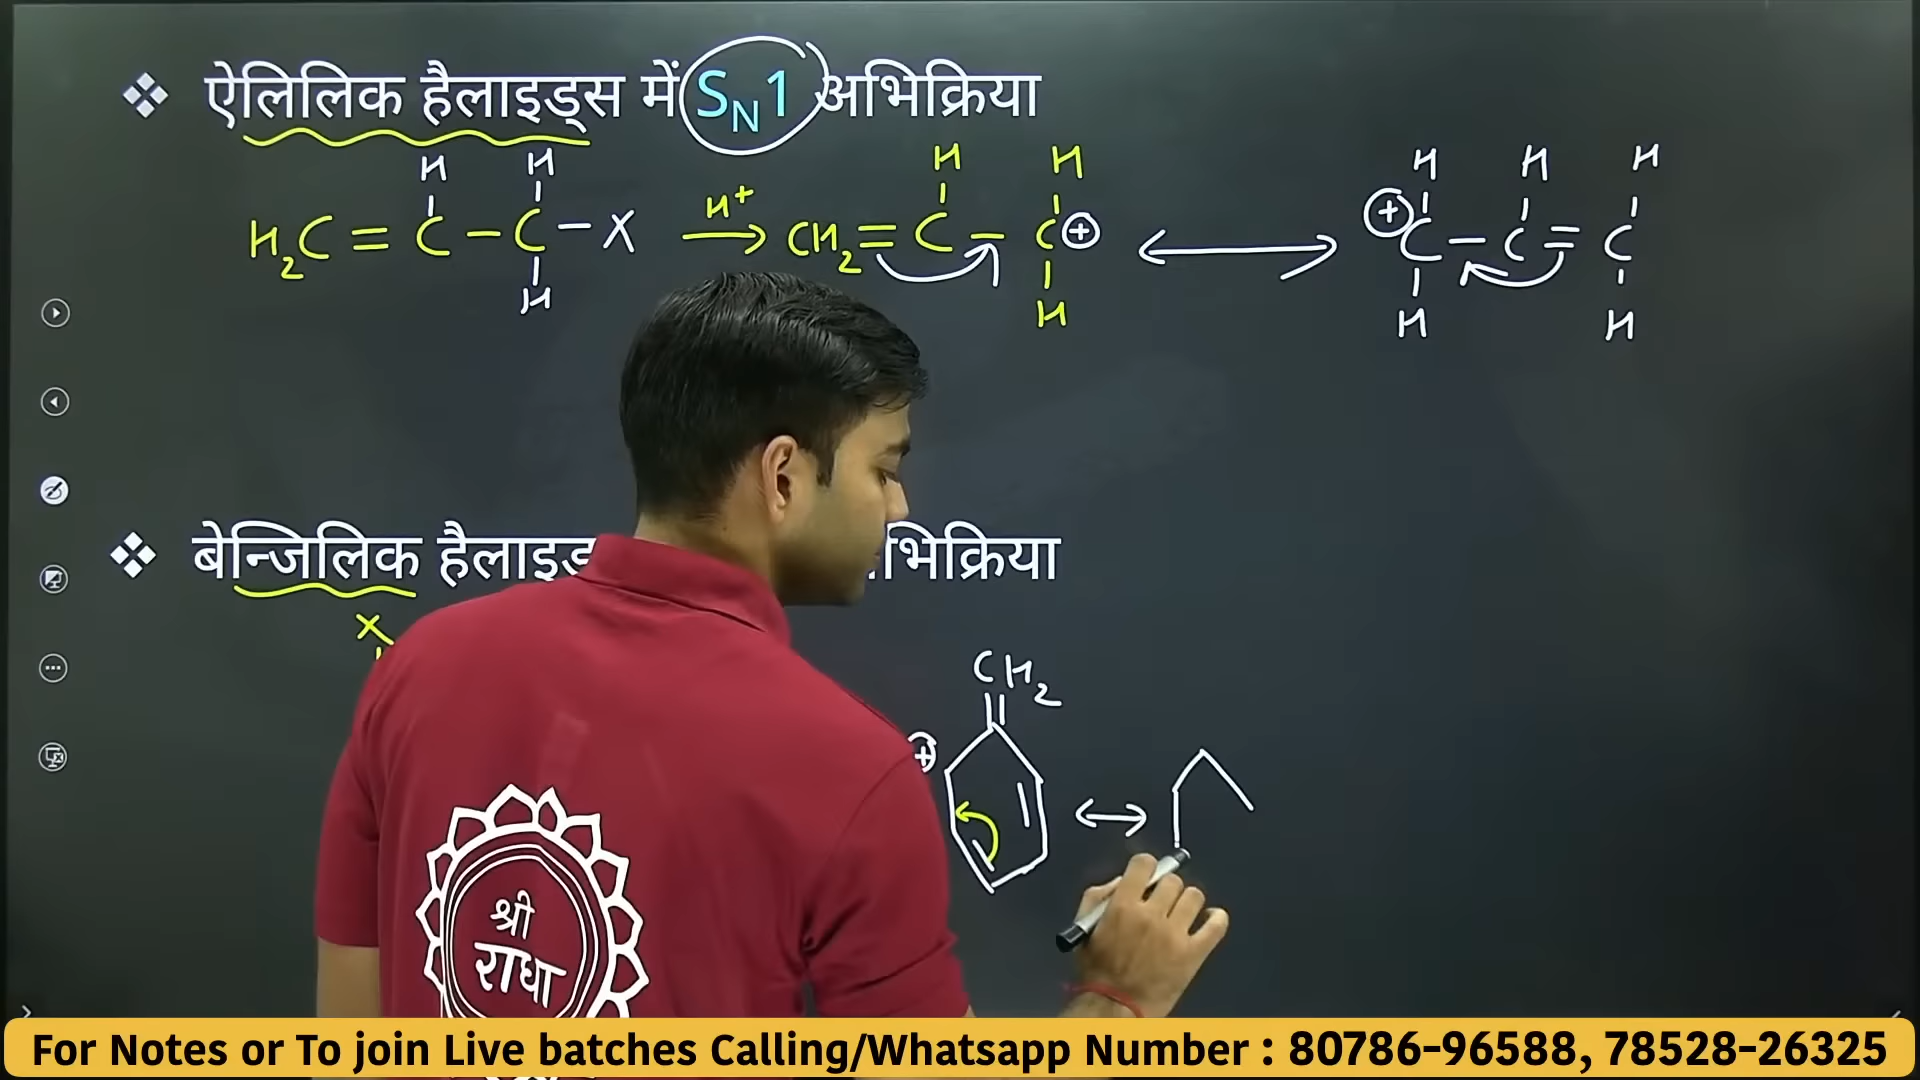 ❖ ऐलिलिक हैलाइड्स में S_N1 अभिक्रिया
H H H H H H H
H₂C = C - C - X H⁺ → CH₂ = C - C ⊕ ↔ ⊕ C - C = C
H H H H
❖ बेन्जिलिक हैलाइड भिक्रिया
X
CH₂
⊕ ↔
श्री
राधा
For Notes or To join Live batches Calling/Whatsapp Number : 80786-96588, 78528-26325